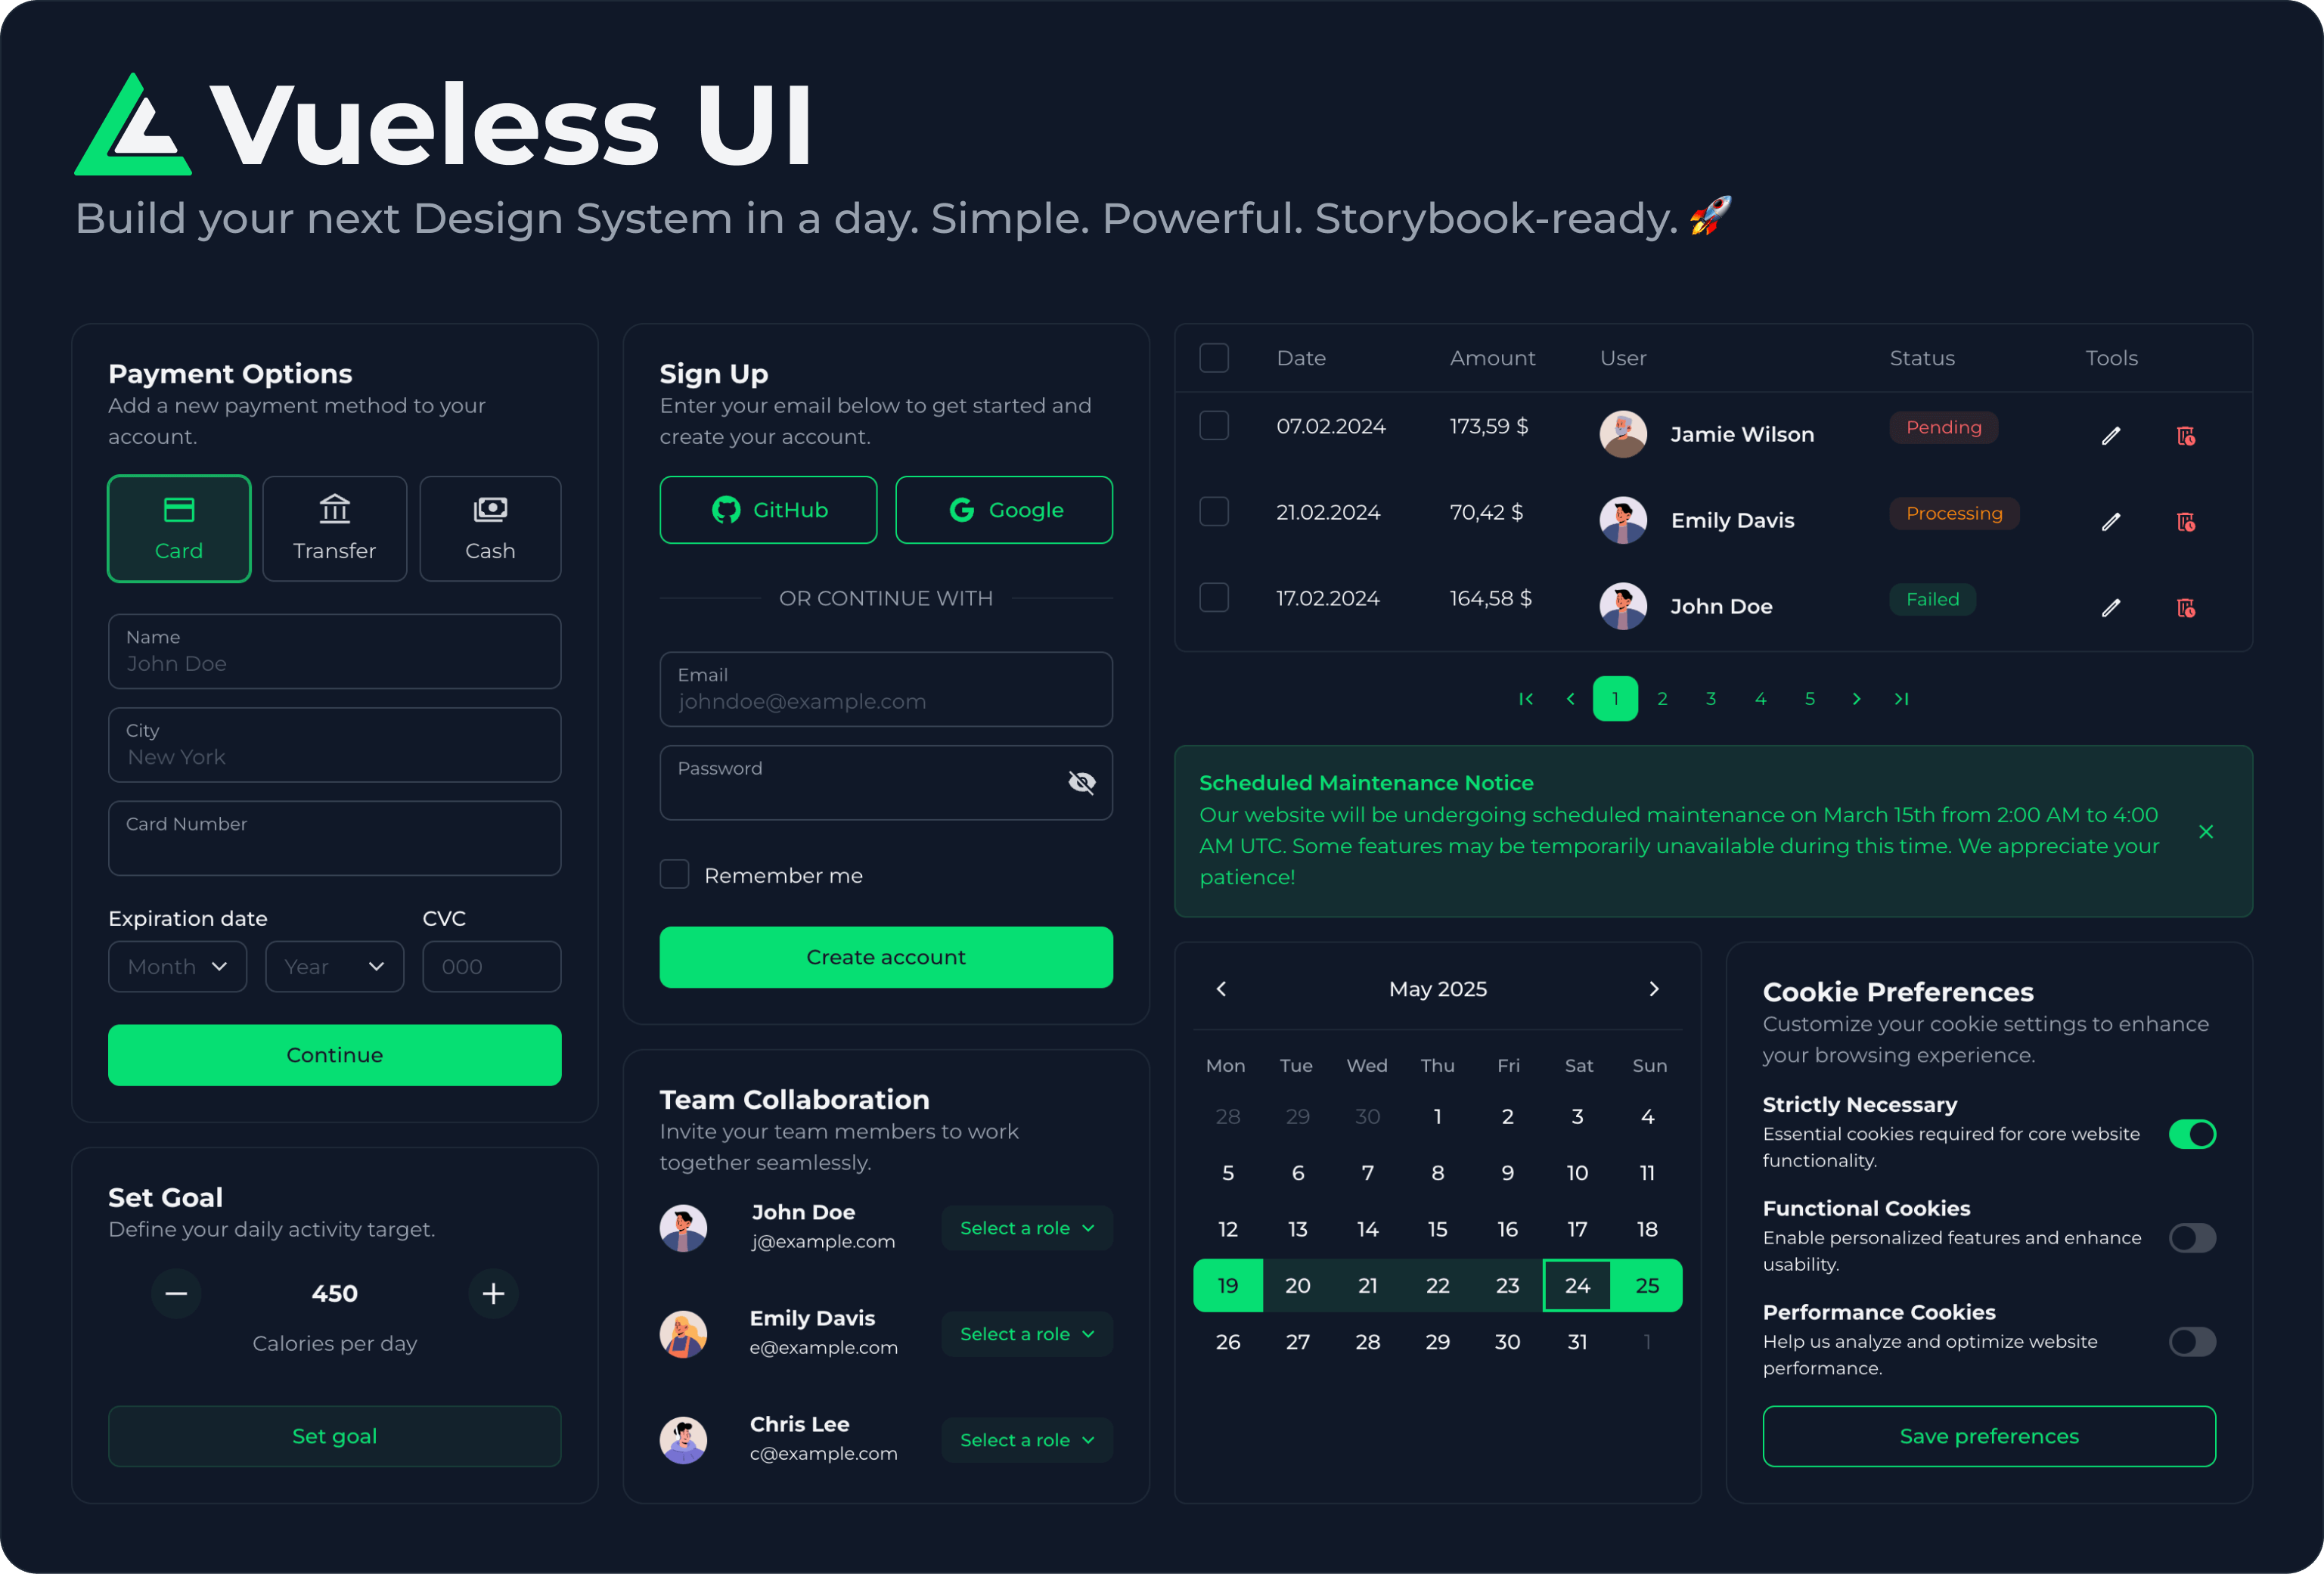 Vueless UI
Build your next Design System in a day. Simple. Powerful. Storybook-ready. 🚀
Payment Options
Add a new payment method to your
account.
Card Transfer Cash
Name
John Doe
City
New York
Card Number
Expiration date CVC
Month Year 000
Continue
Set Goal
Define your daily activity target.
450
Calories per day
Set goal
Sign Up
Enter your email below to get started and
create your account.
GitHub Google
OR CONTINUE WITH
Email
johndoe@example.com
Password
Remember me
Create account
Team Collaboration
Invite your team members to work
together seamlessly.
John Doe
j@example.com
Select a role
Emily Davis
e@example.com
Select a role
Chris Lee
c@example.com
Select a role
Date Amount User Status Tools
07.02.2024 173,59 $ Jamie Wilson Pending
21.02.2024 70,42 $ Emily Davis Processing
17.02.2024 164,58 $ John Doe Failed
1 2 3 4 5
Scheduled Maintenance Notice
Our website will be undergoing scheduled maintenance on March 15th from 2:00 AM to 4:00
AM UTC. Some features may be temporarily unavailable during this time. We appreciate your
patience!
May 2025
Mon Tue Wed Thu Fri Sat Sun
28 29 30 1 2 3 4
5 6 7 8 9 10 11
12 13 14 15 16 17 18
19 20 21 22 23 24 25
26 27 28 29 30 31 1
Cookie Preferences
Customize your cookie settings to enhance
your browsing experience.
Strictly Necessary
Essential cookies required for core website
functionality.
Functional Cookies
Enable personalized features and enhance
usability.
Performance Cookies
Help us analyze and optimize website
performance.
Save preferences